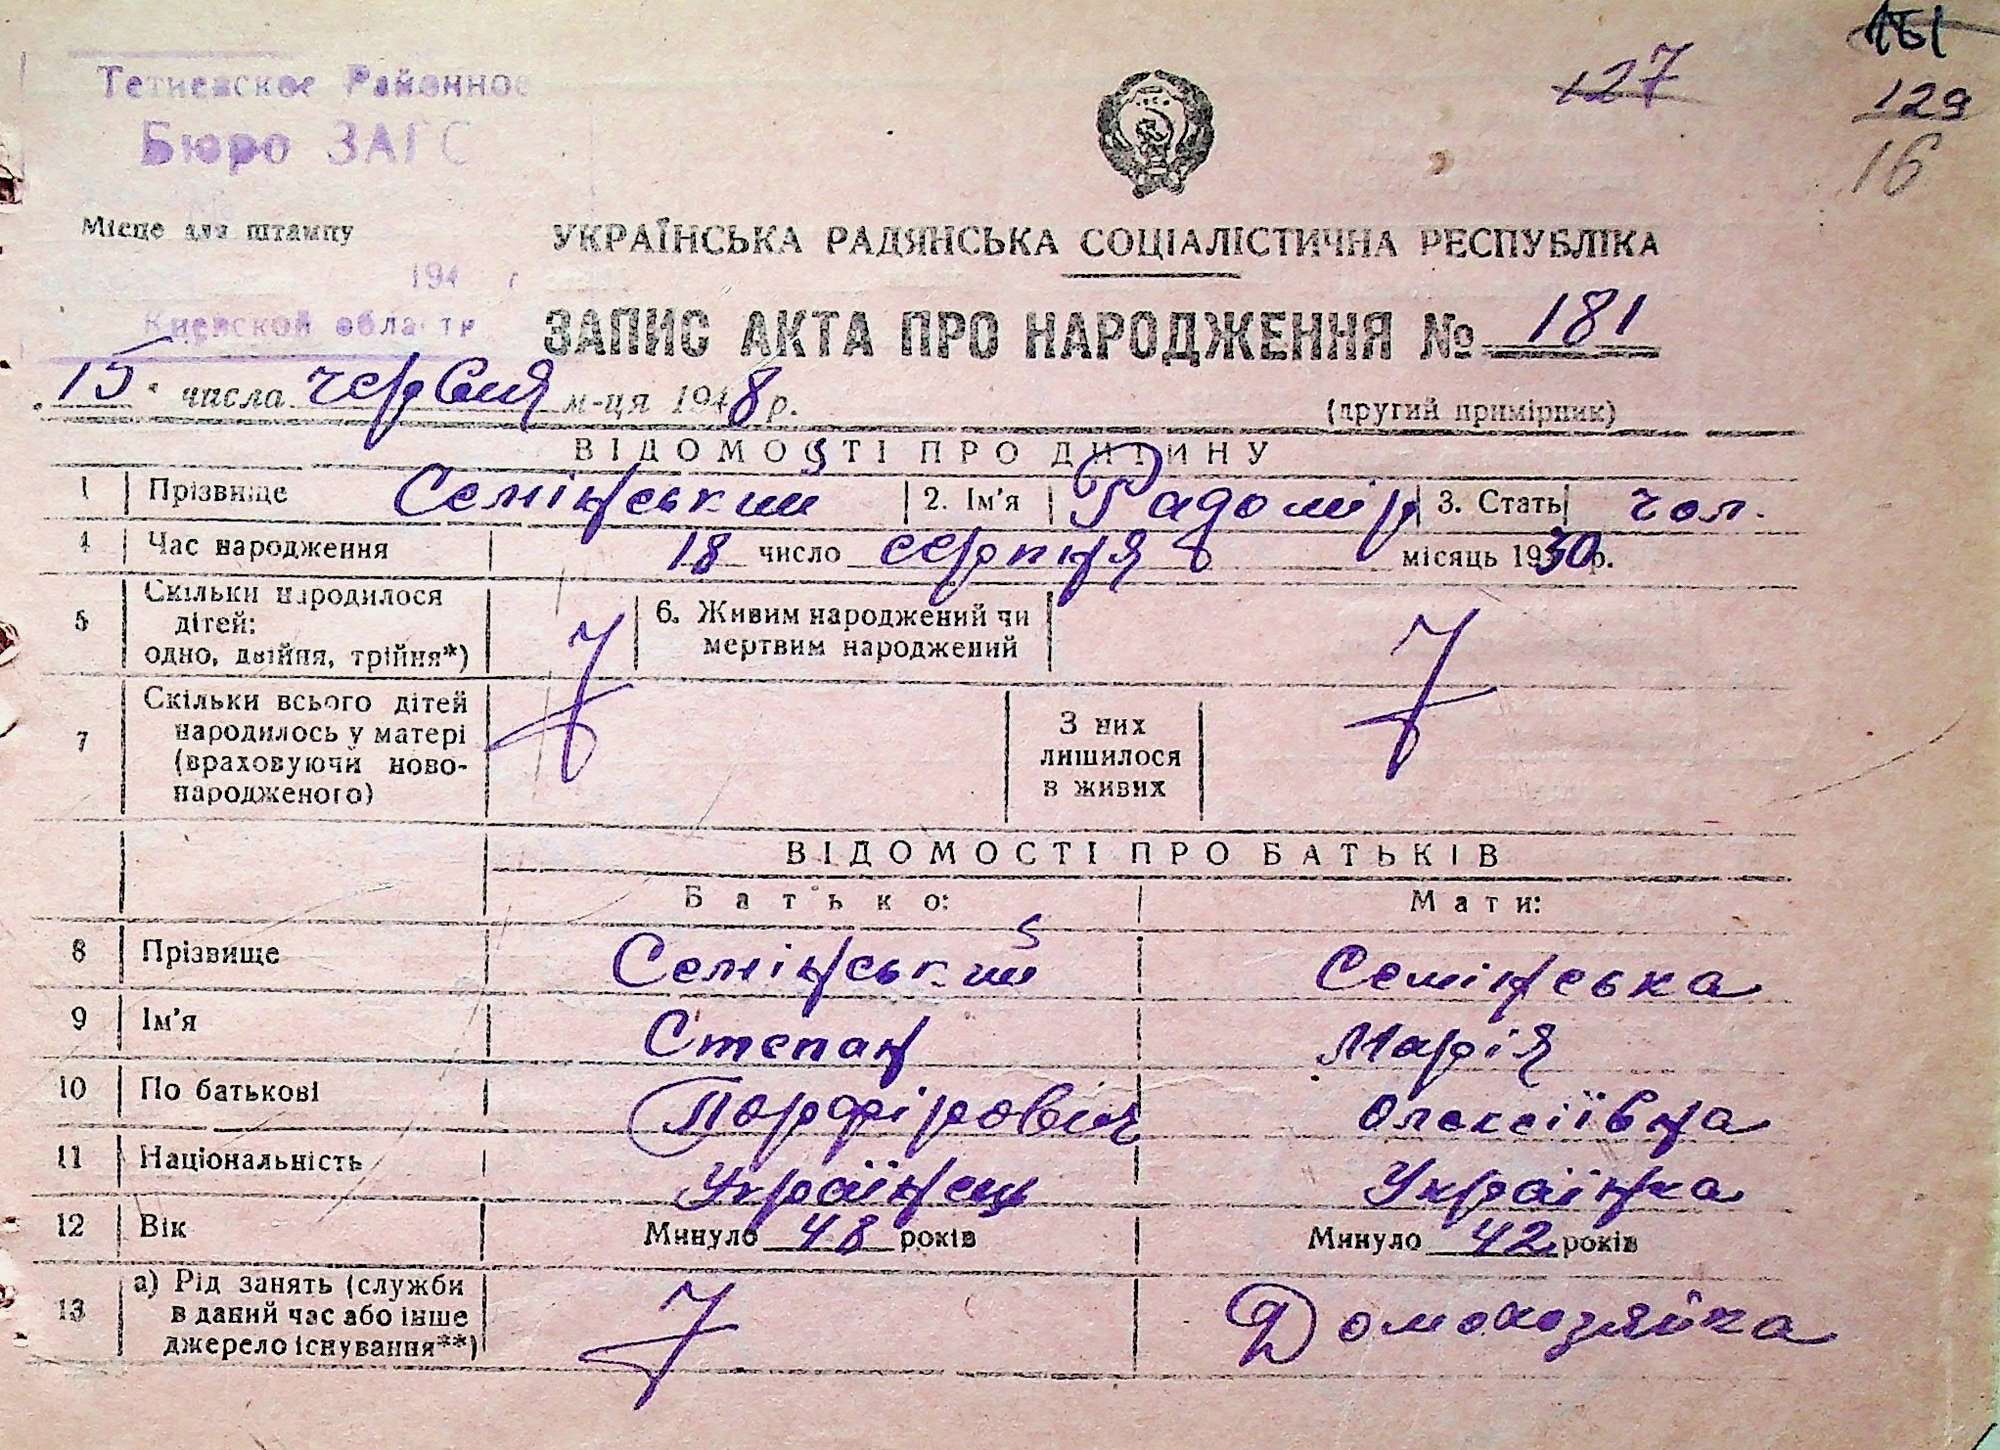 151
127
129
16
Тетиевское Районное
Бюро ЗАГС
Місце для штампу
194 г
Киевской области
УКРАЇНСЬКА РАДЯНСЬКА СОЦІАЛІСТИЧНА РЕСПУБЛІКА
ЗАПИС АКТА ПРО НАРОДЖЕННЯ № 181
15 числа червня м-ця 1948 р.
(другий примірник)
ВІДОМОСТІ ПРО ДИТИНУ
1 Прізвище Семінський 2. Ім'я Радомір 3. Стать чол.
4 Час народження 18 число серпня місяць 1930 р.
5 Скільки народилося дітей: одно, двійня, трійня*)
6. Живим народжений чи мертвим народжений
7 Скільки всього дітей народилось у матері (враховуючи ново-народженого)
З них лишилося в живих
ВІДОМОСТІ ПРО БАТЬКІВ
Батько: Мати:
8 Прізвище Семінський Семінська
9 Ім'я Степан Марія
10 По батькові Порфірович Олексіївна
11 Національність Українець Українка
12 Вік Минуло 48 років Минуло 42 років
13 а) Рід занять (служби в даний час або інше джерело існування**) Домохозяйка